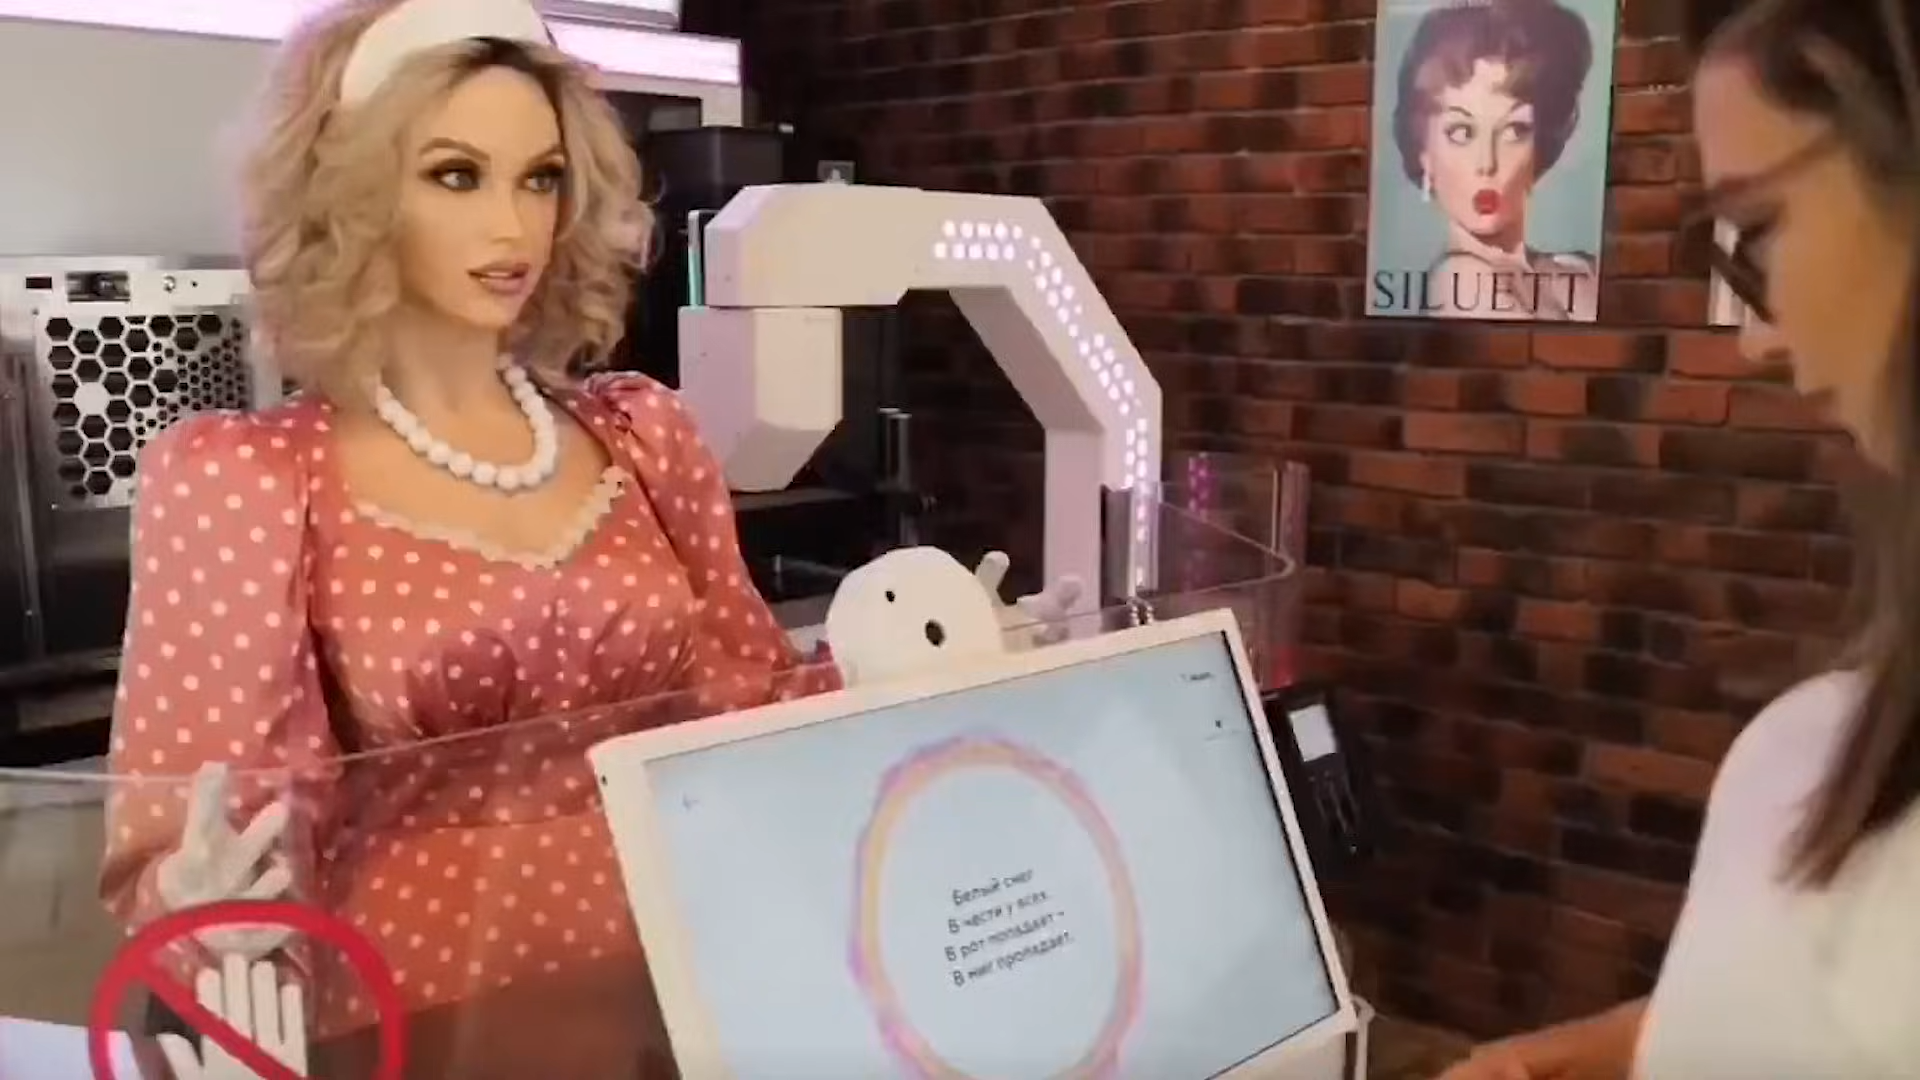 SILUETT
Белый снег
В чести у всех.
В рот попадает –
В миг пропадает.